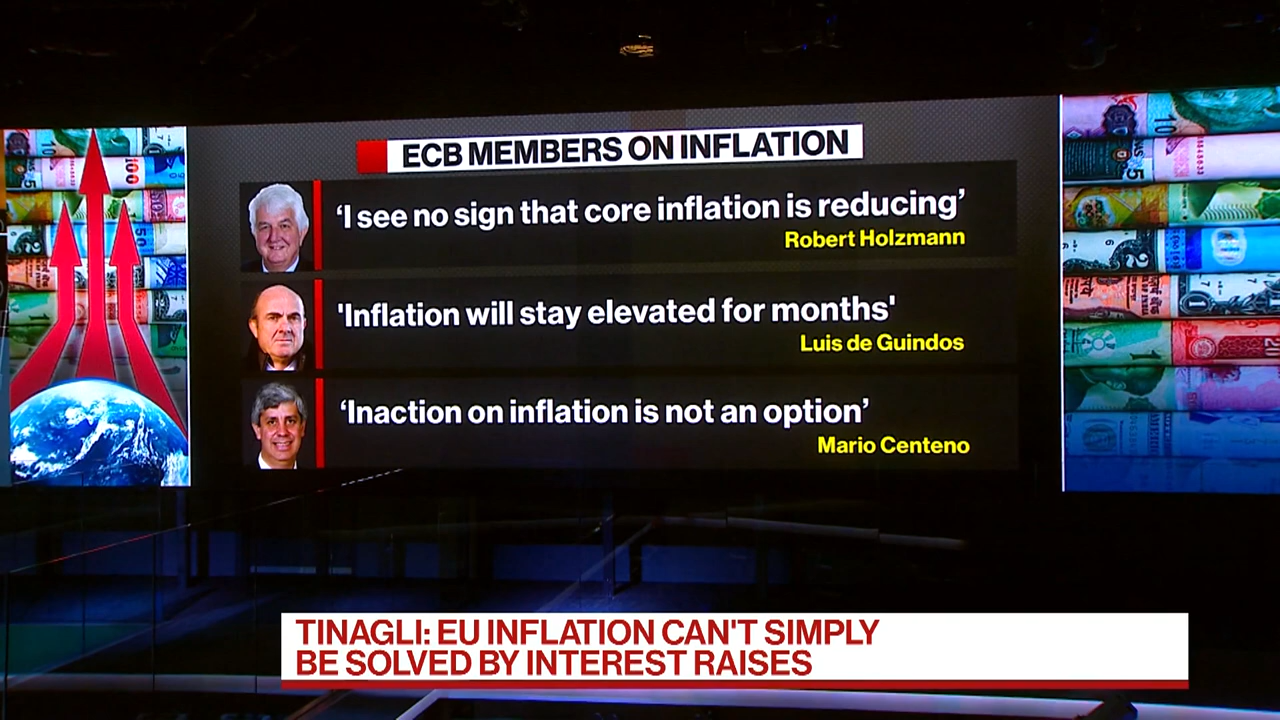 ECB MEMBERS ON INFLATION
‘I see no sign that core inflation is reducing’
Robert Holzmann
'Inflation will stay elevated for months'
Luis de Guindos
‘Inaction on inflation is not an option’
Mario Centeno
TINAGLI: EU INFLATION CAN'T SIMPLY
BE SOLVED BY INTEREST RAISES